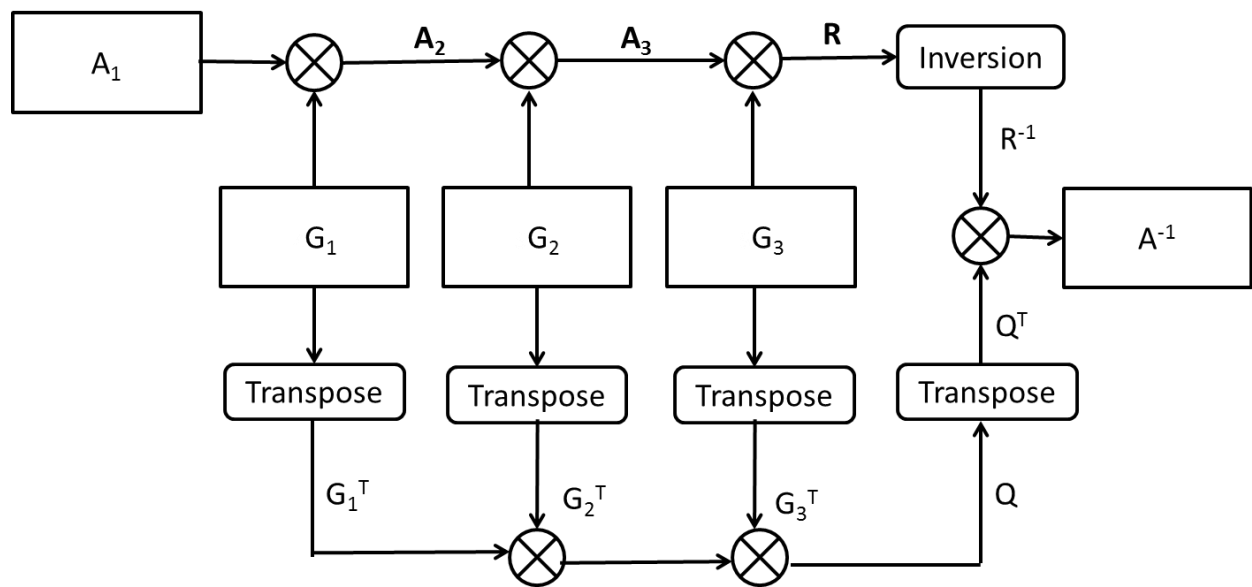 A₁
A₂
A₃
R
Inversion
R⁻¹
G₁
G₂
G₃
A⁻¹
Qᵀ
Transpose
Transpose
Transpose
Transpose
G₁ᵀ
G₂ᵀ
G₃ᵀ
Q